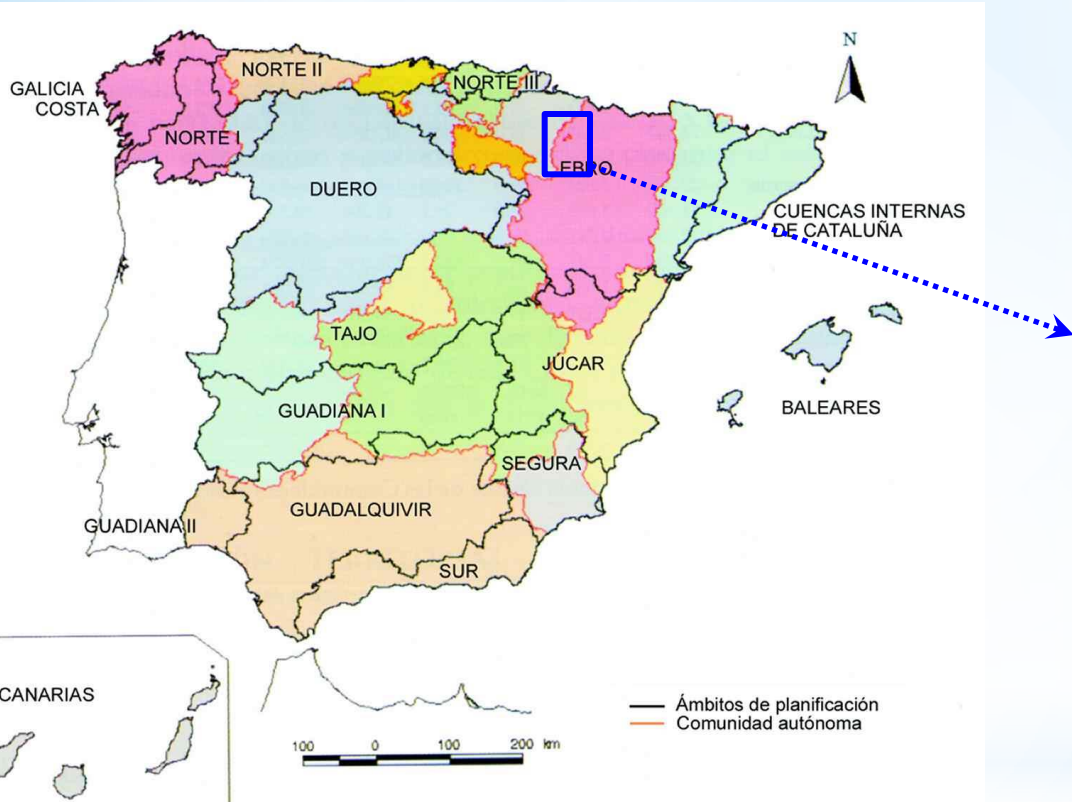 N
NORTE II
NORTE III
GALICIA
COSTA
NORTE I
EBRO
DUERO
CUENCAS INTERNAS
DE CATALUÑA
TAJO
JÚCAR
GUADIANA I
BALEARES
SEGURA
GUADALQUIVIR
GUADIANA II
SUR
CANARIAS
Ámbitos de planificación
Comunidad autónoma
100 0 100 200 km